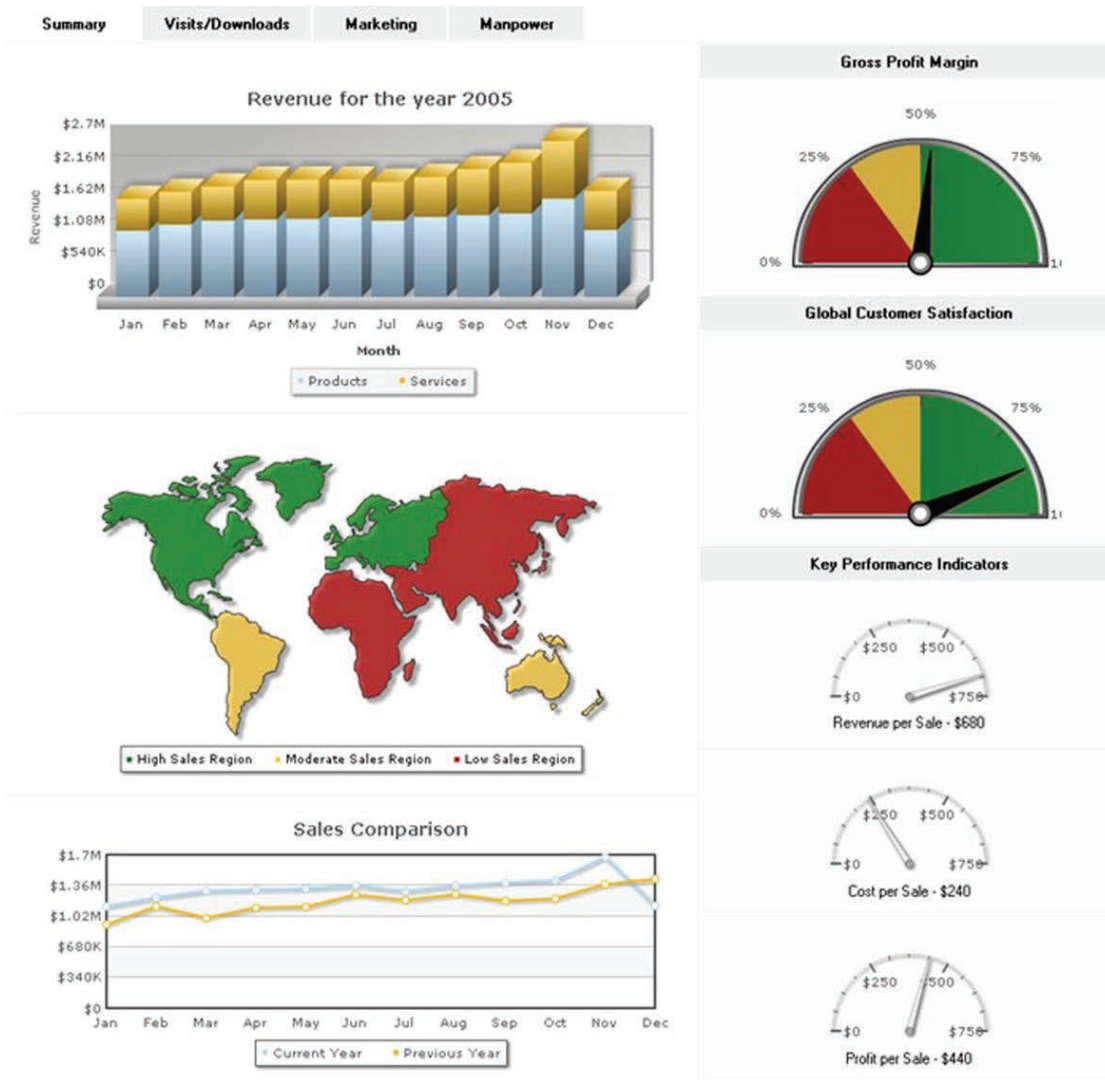 Summary Visits/Downloads Marketing Manpower
Revenue for the year 2005
$2.7M
$2.16M
$1.62M
$1.08M
$540K
$0
Revenue
Jan Feb Mar Apr May Jun Jul Aug Sep Oct Nov Dec
Month
Products Services
High Sales Region Moderate Sales Region Low Sales Region
Sales Comparison
$1.7M
$1.36M
$1.02M
$680K
$340K
$0
Jan Feb Mar Apr May Jun Jul Aug Sep Oct Nov Dec
Current Year Previous Year
Gross Profit Margin
50%
25% 75%
0%
Global Customer Satisfaction
50%
25% 75%
0%
Key Performance Indicators
$250 $500
$0 $750
Revenue per Sale - $680
$250 $500
$0 $750
Cost per Sale - $240
$250 500
$0 $750
Profit per Sale - $440